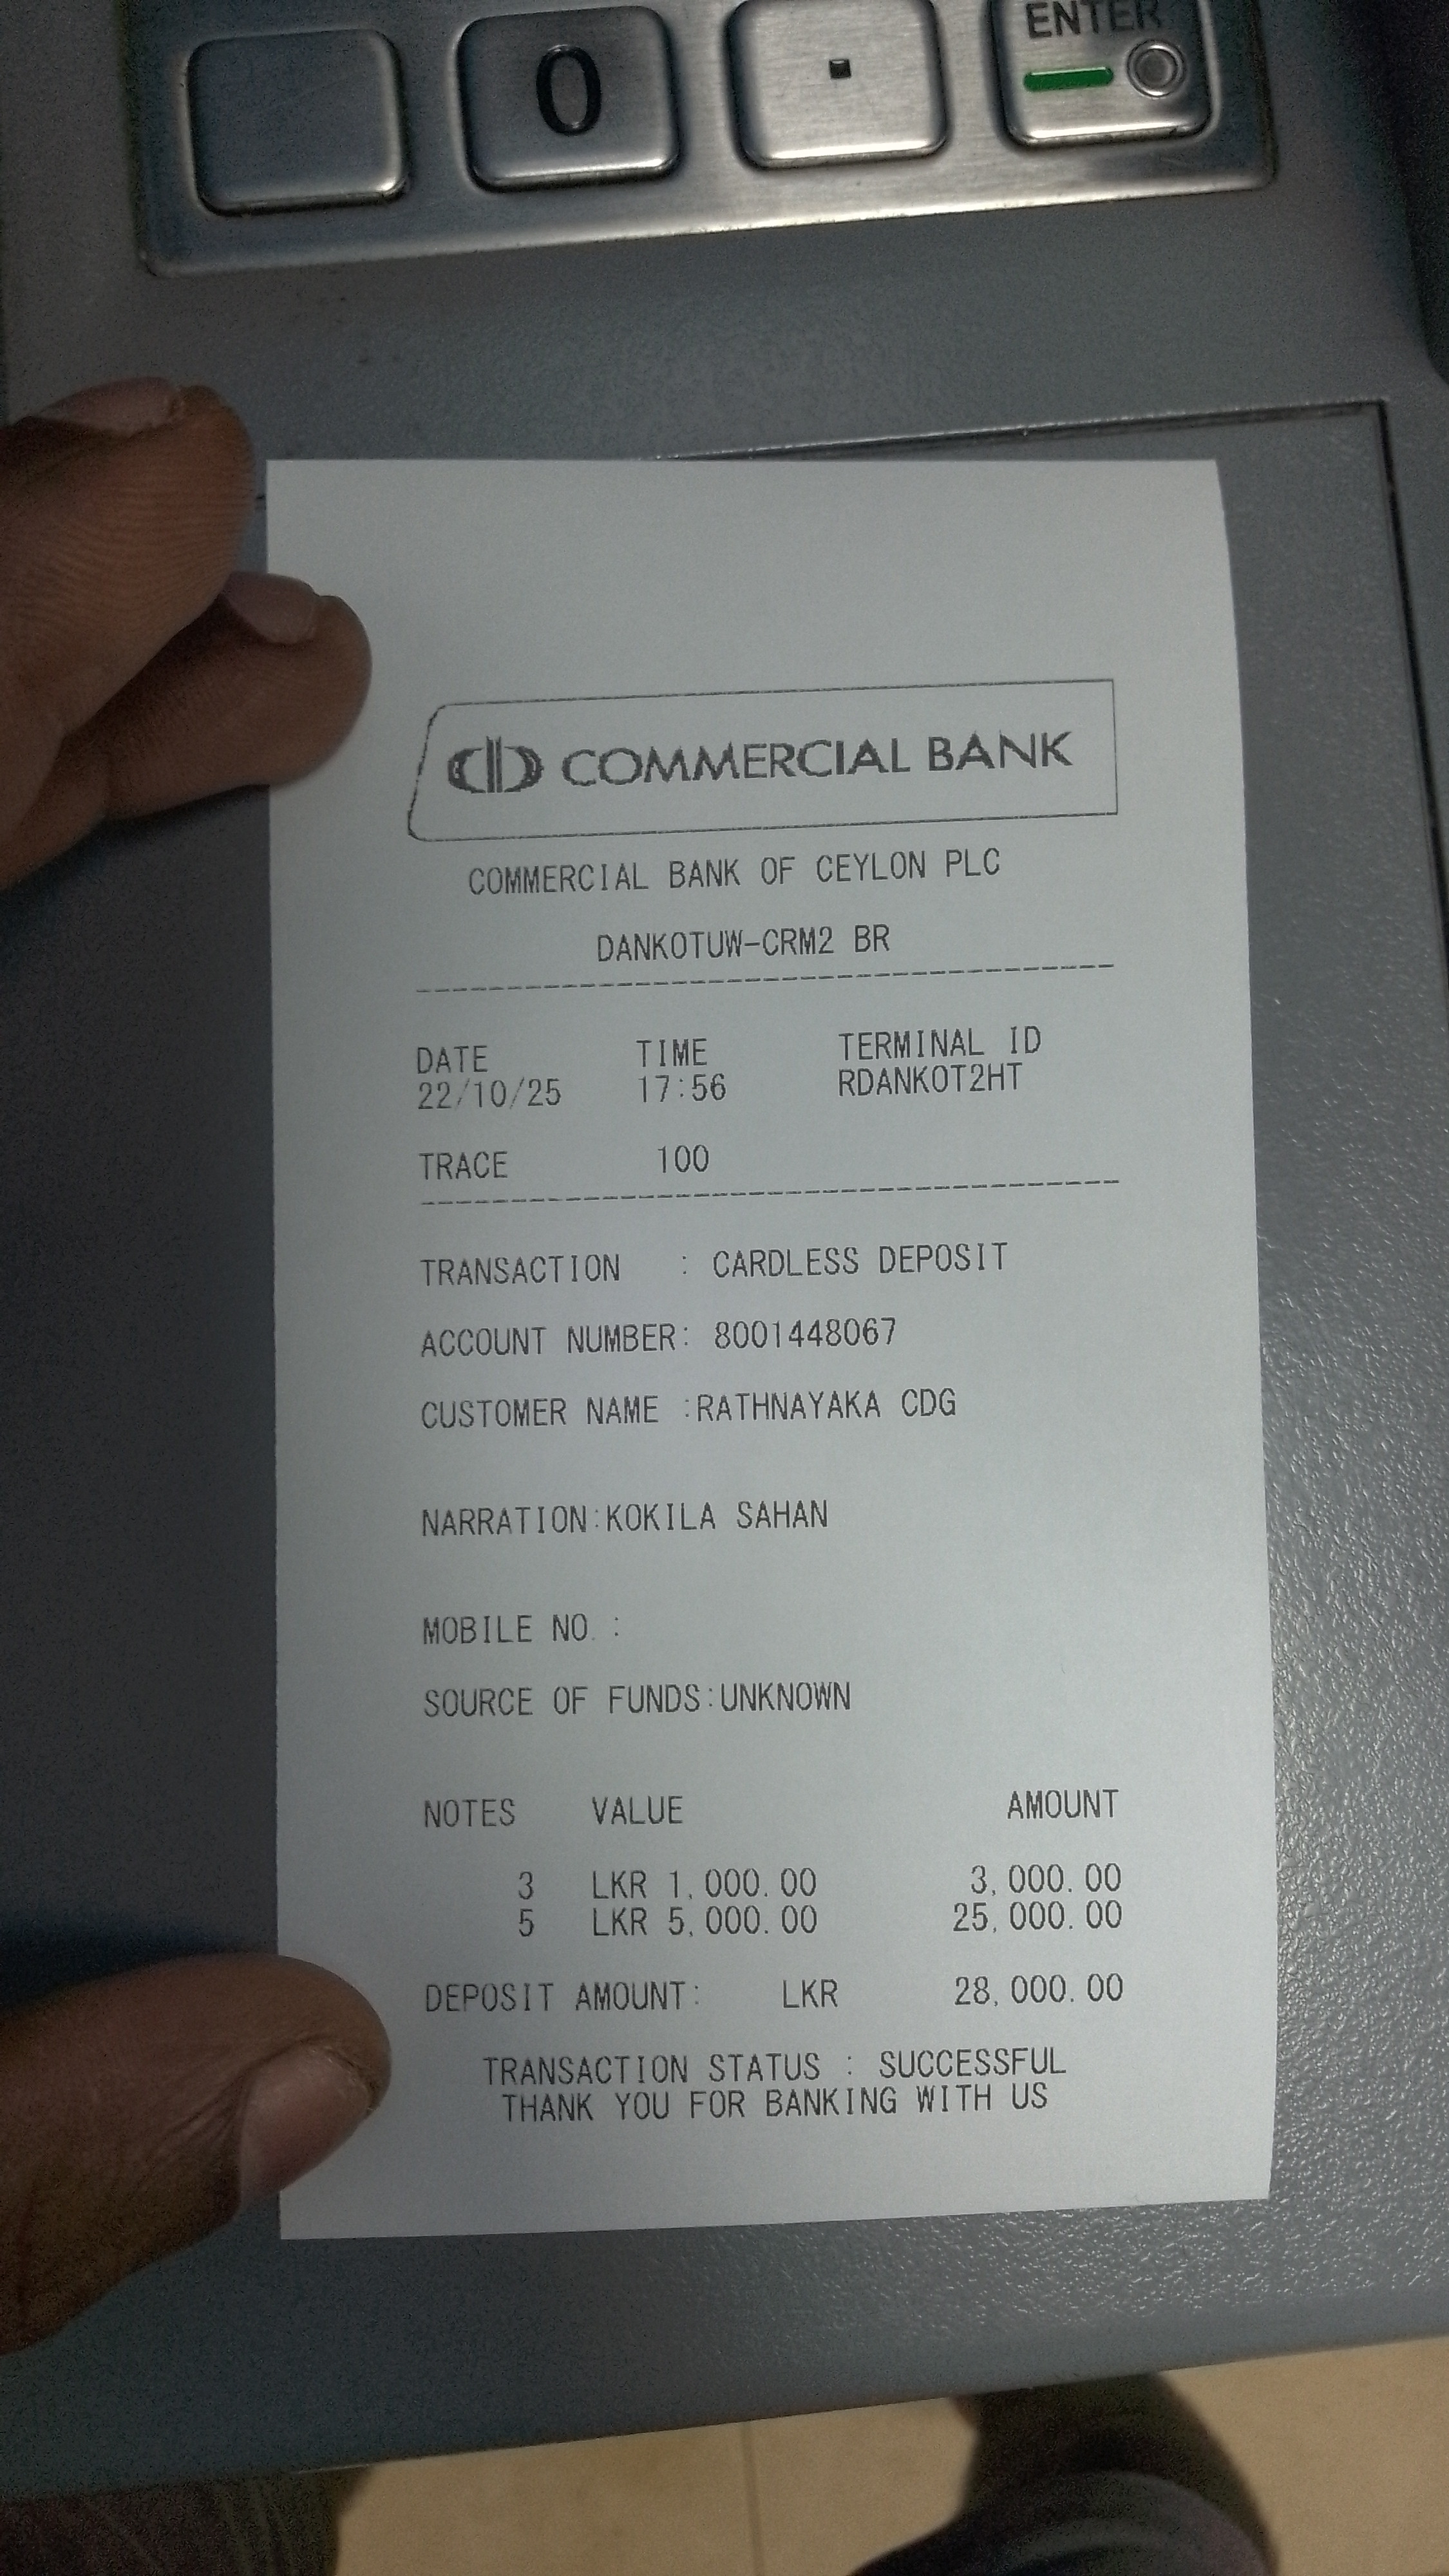 0
.
ENTER
COMMERCIAL BANK
COMMERCIAL BANK OF CEYLON PLC
DANKOTUW-CRM2 BR
DATE TIME TERMINAL ID
22/10/25 17:56 RDANKOT2HT
TRACE 100
TRANSACTION : CARDLESS DEPOSIT
ACCOUNT NUMBER: 8001448067
CUSTOMER NAME :RATHNAYAKA CDG
NARRATION:KOKILA SAHAN
MOBILE NO. :
SOURCE OF FUNDS:UNKNOWN
NOTES VALUE AMOUNT
3 LKR 1,000.00 3,000.00
5 LKR 5,000.00 25,000.00
DEPOSIT AMOUNT: LKR 28,000.00
TRANSACTION STATUS : SUCCESSFUL
THANK YOU FOR BANKING WITH US